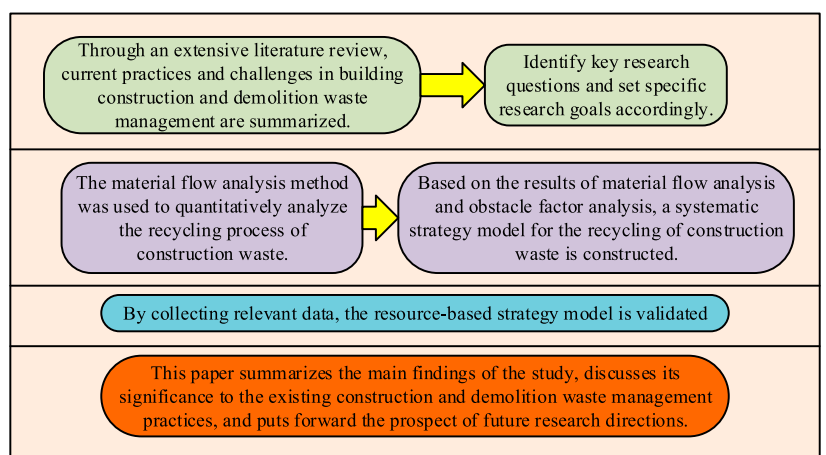 Through an extensive literature review,
current practices and challenges in building
construction and demolition waste
management are summarized.
Identify key research
questions and set specific
research goals accordingly.
The material flow analysis method
was used to quantitatively analyze
the recycling process of
construction waste.
Based on the results of material flow analysis
and obstacle factor analysis, a systematic
strategy model for the recycling of construction
waste is constructed.
By collecting relevant data, the resource-based strategy model is validated
This paper summarizes the main findings of the study, discusses its
significance to the existing construction and demolition waste management
practices, and puts forward the prospect of future research directions.